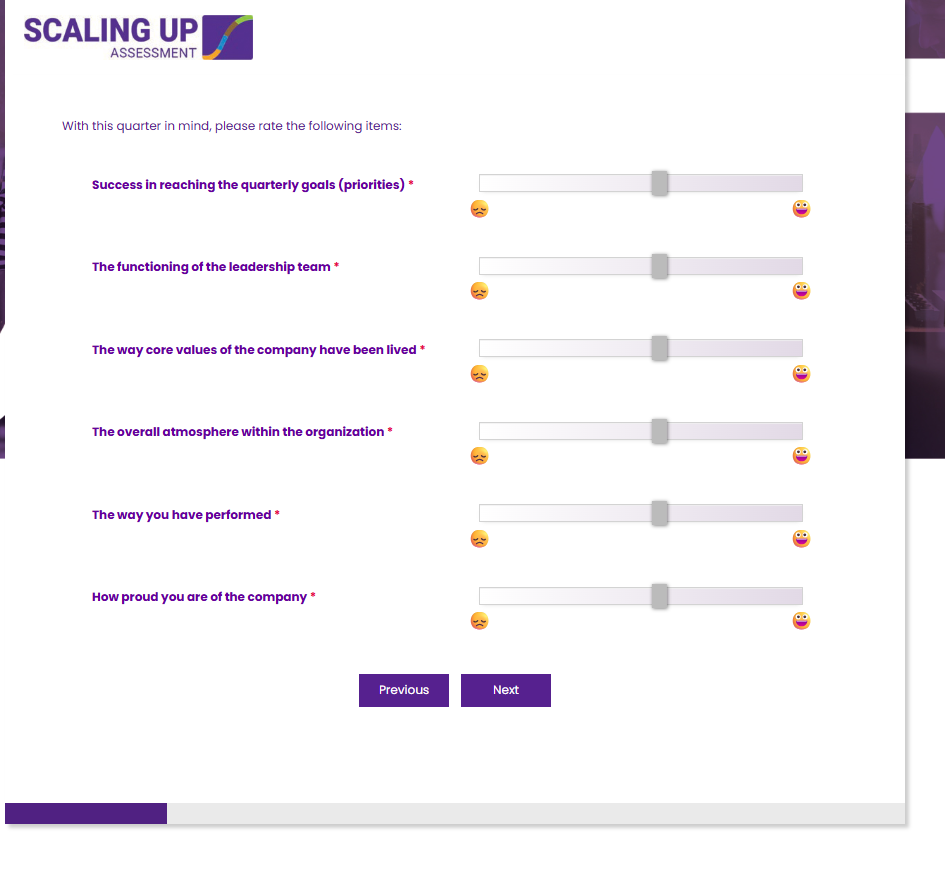 SCALING UP
ASSESSMENT
With this quarter in mind, please rate the following items:
Success in reaching the quarterly goals (priorities) *
The functioning of the leadership team *
The way core values of the company have been lived *
The overall atmosphere within the organization *
The way you have performed *
How proud you are of the company *
Previous Next